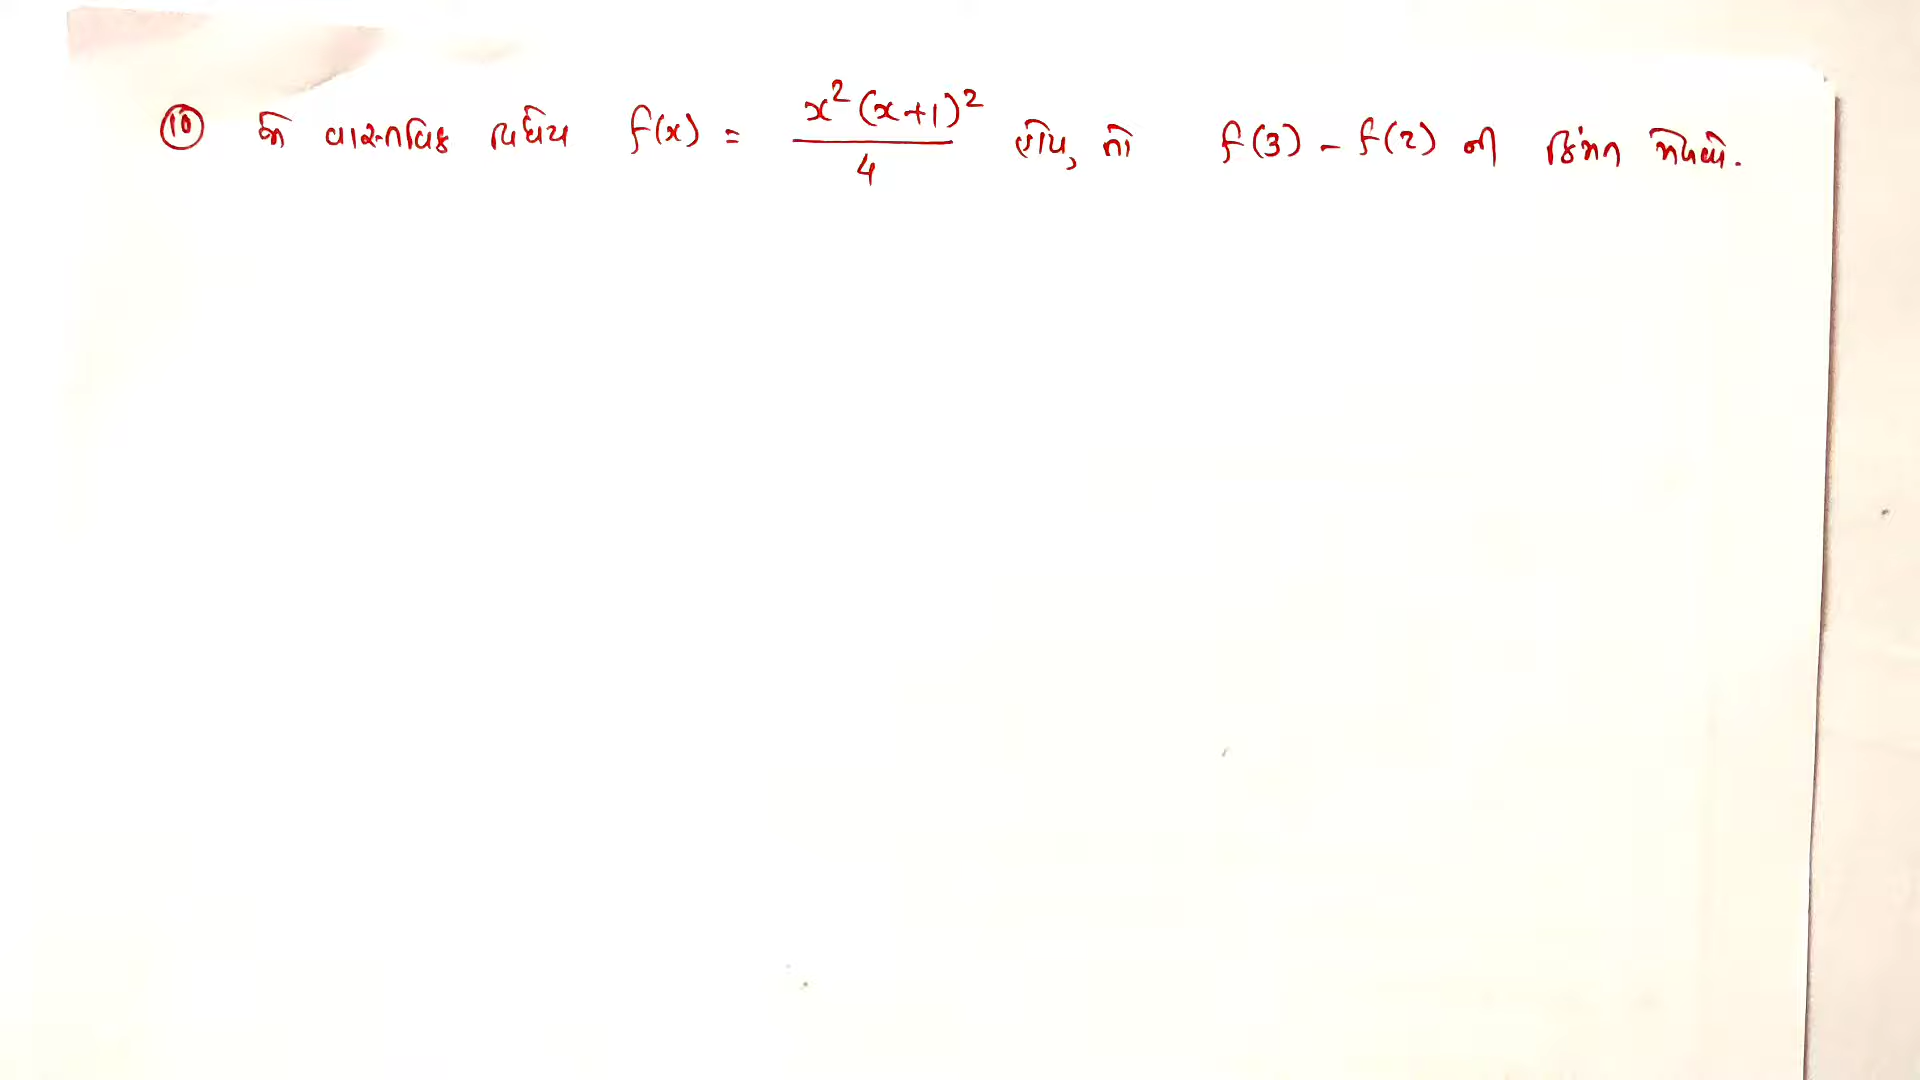 (10) જો વાસ્તવિક વિધેય f(x) = x²(x+1)²/4 હોય, તો f(3) - f(2) ની કિંમત મેળવો.